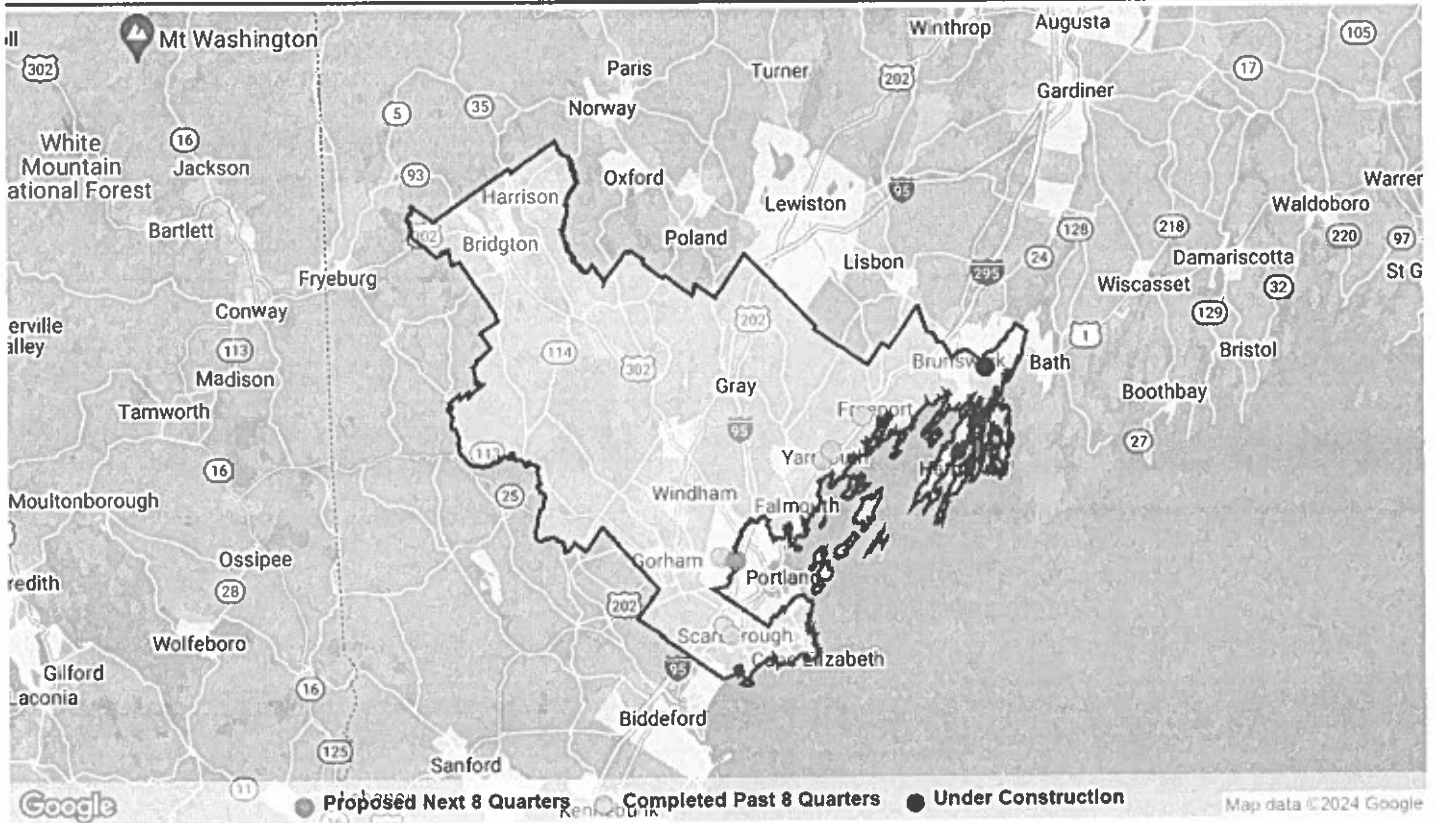 Mt Washington
302
Winthrop
Augusta
105
Paris
Turner
202
17
Norway
Gardiner
5
35
White
Mountain
ational Forest
16
Jackson
93
Harrison
Oxford
Lewiston
95
Warrer
Waldoboro
Bartlett
Bridgton
Poland
128
218
220
97
Fryeburg
Lisbon
295
24
Damariscotta
St G
Wiscasset
32
Conway
202
129
erville
alley
113
114
302
Brunswick
Bath
1
Bristol
Madison
Gray
Boothbay
Tamworth
Freeport
95
27
16
113
Yarmouth
Moultonborough
25
Windham
Falmouth
Ossipee
Gorham
Portland
redith
28
202
Wolfeboro
Scarborough
Cape Elizabeth
Gilford
Laconia
16
95
Biddeford
125
Sanford
11
Google
Proposed Next 8 Quarters
Completed Past 8 Quarters
Under Construction
Map data ©2024 Google